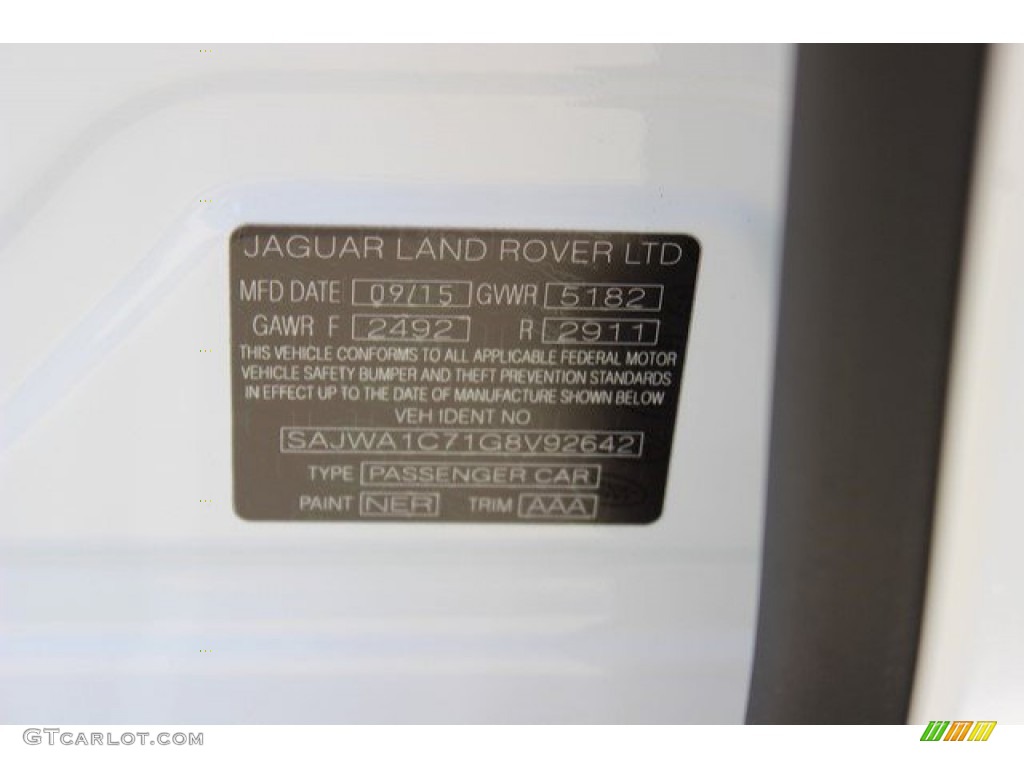 JAGUAR LAND ROVER LTD
MFD DATE 09/15 GVWR 5182
GAWR F 2492 R 2911
THIS VEHICLE CONFORMS TO ALL APPLICABLE FEDERAL MOTOR
VEHICLE SAFETY BUMPER AND THEFT PREVENTION STANDARDS
IN EFFECT UP TO THE DATE OF MANUFACTURE SHOWN BELOW
VEH IDENT NO
SAJWA1C71G8V92642
TYPE PASSENGER CAR
PAINT NER TRIM AAA
GTCARLOT.COM